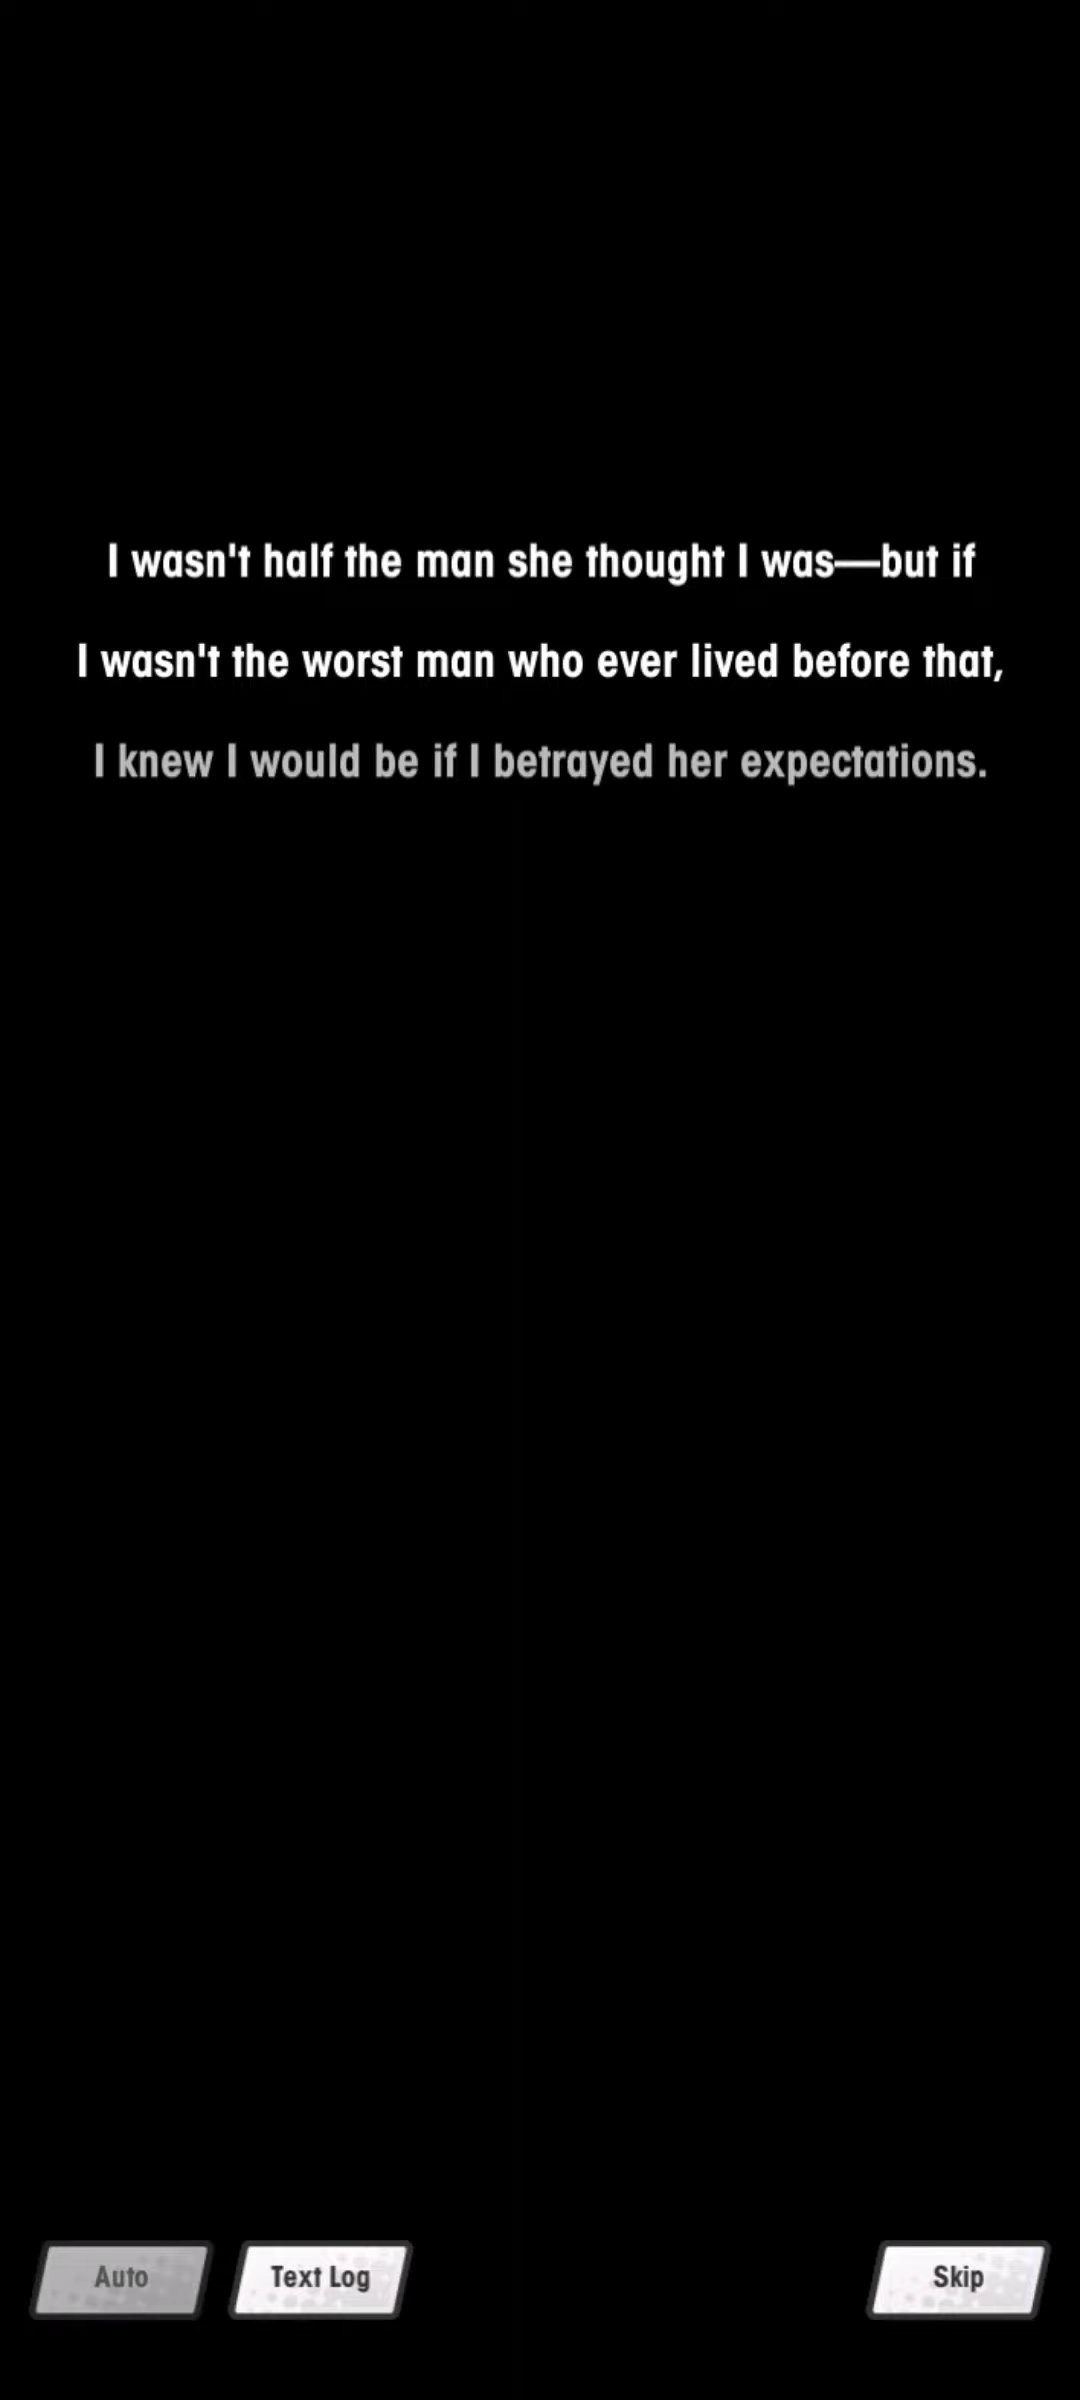 I wasn't half the man she thought I was—but if
I wasn't the worst man who ever lived before that,
I knew I would be if I betrayed her expectations.
Auto
Text Log
Skip